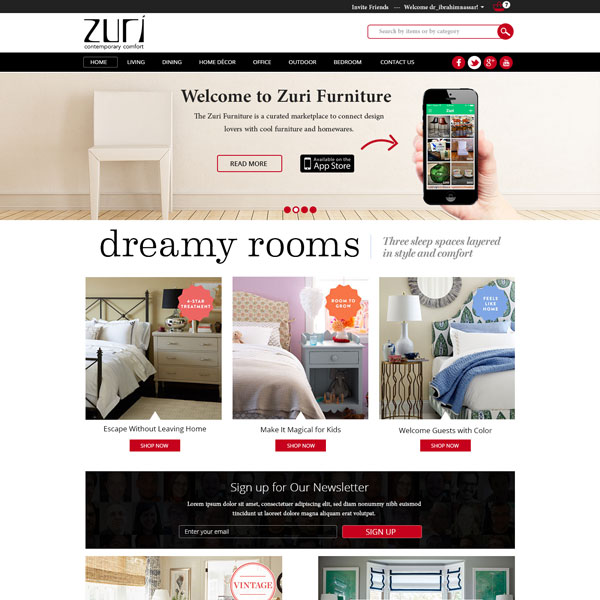 Invite Friends — Welcome dr_ibrahimnassar! 7
zuri
contemporary comfort
Search by items or by category
HOME LIVING DINING HOME DÉCOR OFFICE OUTDOOR BEDROOM CONTACT US
Welcome to Zuri Furniture
The Zuri Furniture is a curated marketplace to connect design
lovers with cool furniture and homewares.
READ MORE
Available on the
App Store
Zuri
dreamy rooms
Three sleep spaces layered
in style and comfort
4-STAR
TREATMENT
ROOM TO
GROW
FEELS
LIKE
HOME
Escape Without Leaving Home
Make It Magical for Kids
Welcome Guests with Color
SHOP NOW
SHOP NOW
SHOP NOW
Sign up for Our Newsletter
Lorem ipsum dolor sit amet, consectetuer adipiscing elit, sed diam nonummy nibh euismod
tincidunt ut laoreet dolore magna aliquam erat volutpat.
Enter your email
SIGN UP
VINTAGE